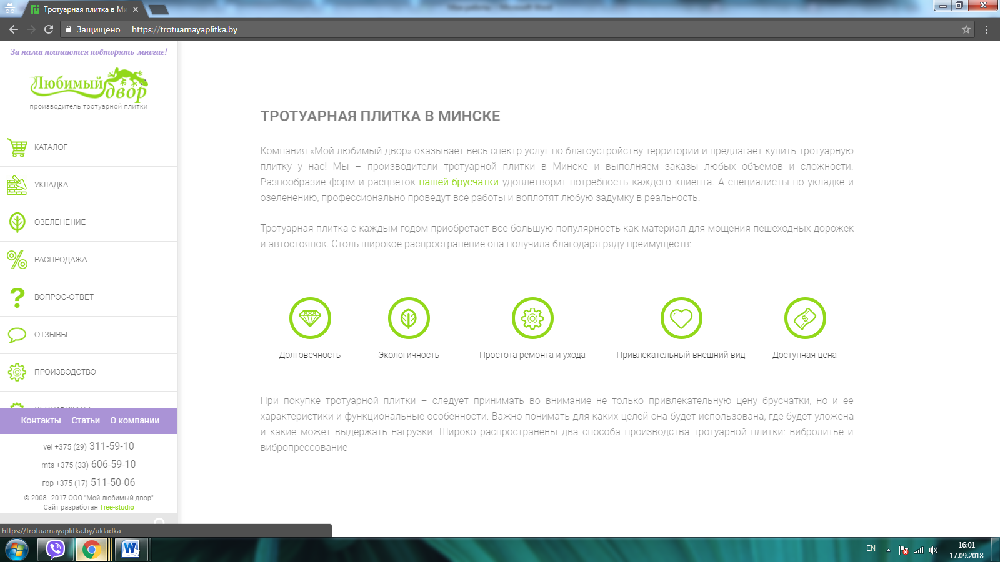 Тротуарная плитка в Ми
Защищено
https://trotuarnayaplitka.by
За нами пытаются повторять многие!
Любимый
двор
производитель тротуарной плитки
КАТАЛОГ
УКЛАДКА
ОЗЕЛЕНЕНИЕ
РАСПРОДАЖА
ВОПРОС-ОТВЕТ
ОТЗЫВЫ
ПРОИЗВОДСТВО
Контакты Статьи О компании
vel +375 (29) 311-59-10
mts +375 (33) 606-59-10
гор +375 (17) 511-50-06
© 2008–2017 ООО "Мой любимый двор"
Сайт разработан Tree-studio
ТРОТУАРНАЯ ПЛИТКА В МИНСКЕ
Компания «Мой любимый двор» оказывает весь спектр услуг по благоустройству территории и предлагает купить тротуарную
плитку у нас! Мы – производители тротуарной плитки в Минске и выполняем заказы любых объемов и сложности.
Разнообразие форм и расцветок нашей брусчатки удовлетворит потребность каждого клиента. А специалисты по укладке и
озеленению, профессионально проведут все работы и воплотят любую задумку в реальность.
Тротуарная плитка с каждым годом приобретает все большую популярность как материал для мощения пешеходных дорожек
и автостоянок. Столь широкое распространение она получила благодаря ряду преимуществ:
Долговечность
Экологичность
Простота ремонта и ухода
Привлекательный внешний вид
Доступная цена
При покупке тротуарной плитки – следует принимать во внимание не только привлекательную цену брусчатки, но и ее
характеристики и функциональные особенности. Важно понимать для каких целей она будет использована, где будет уложена
и какие может выдержать нагрузки. Широко распространены два способа производства тротуарной плитки: вибролитье и
вибропрессование
https://trotuarnayaplitka.by/ukladka
EN
16:01
17.09.2018